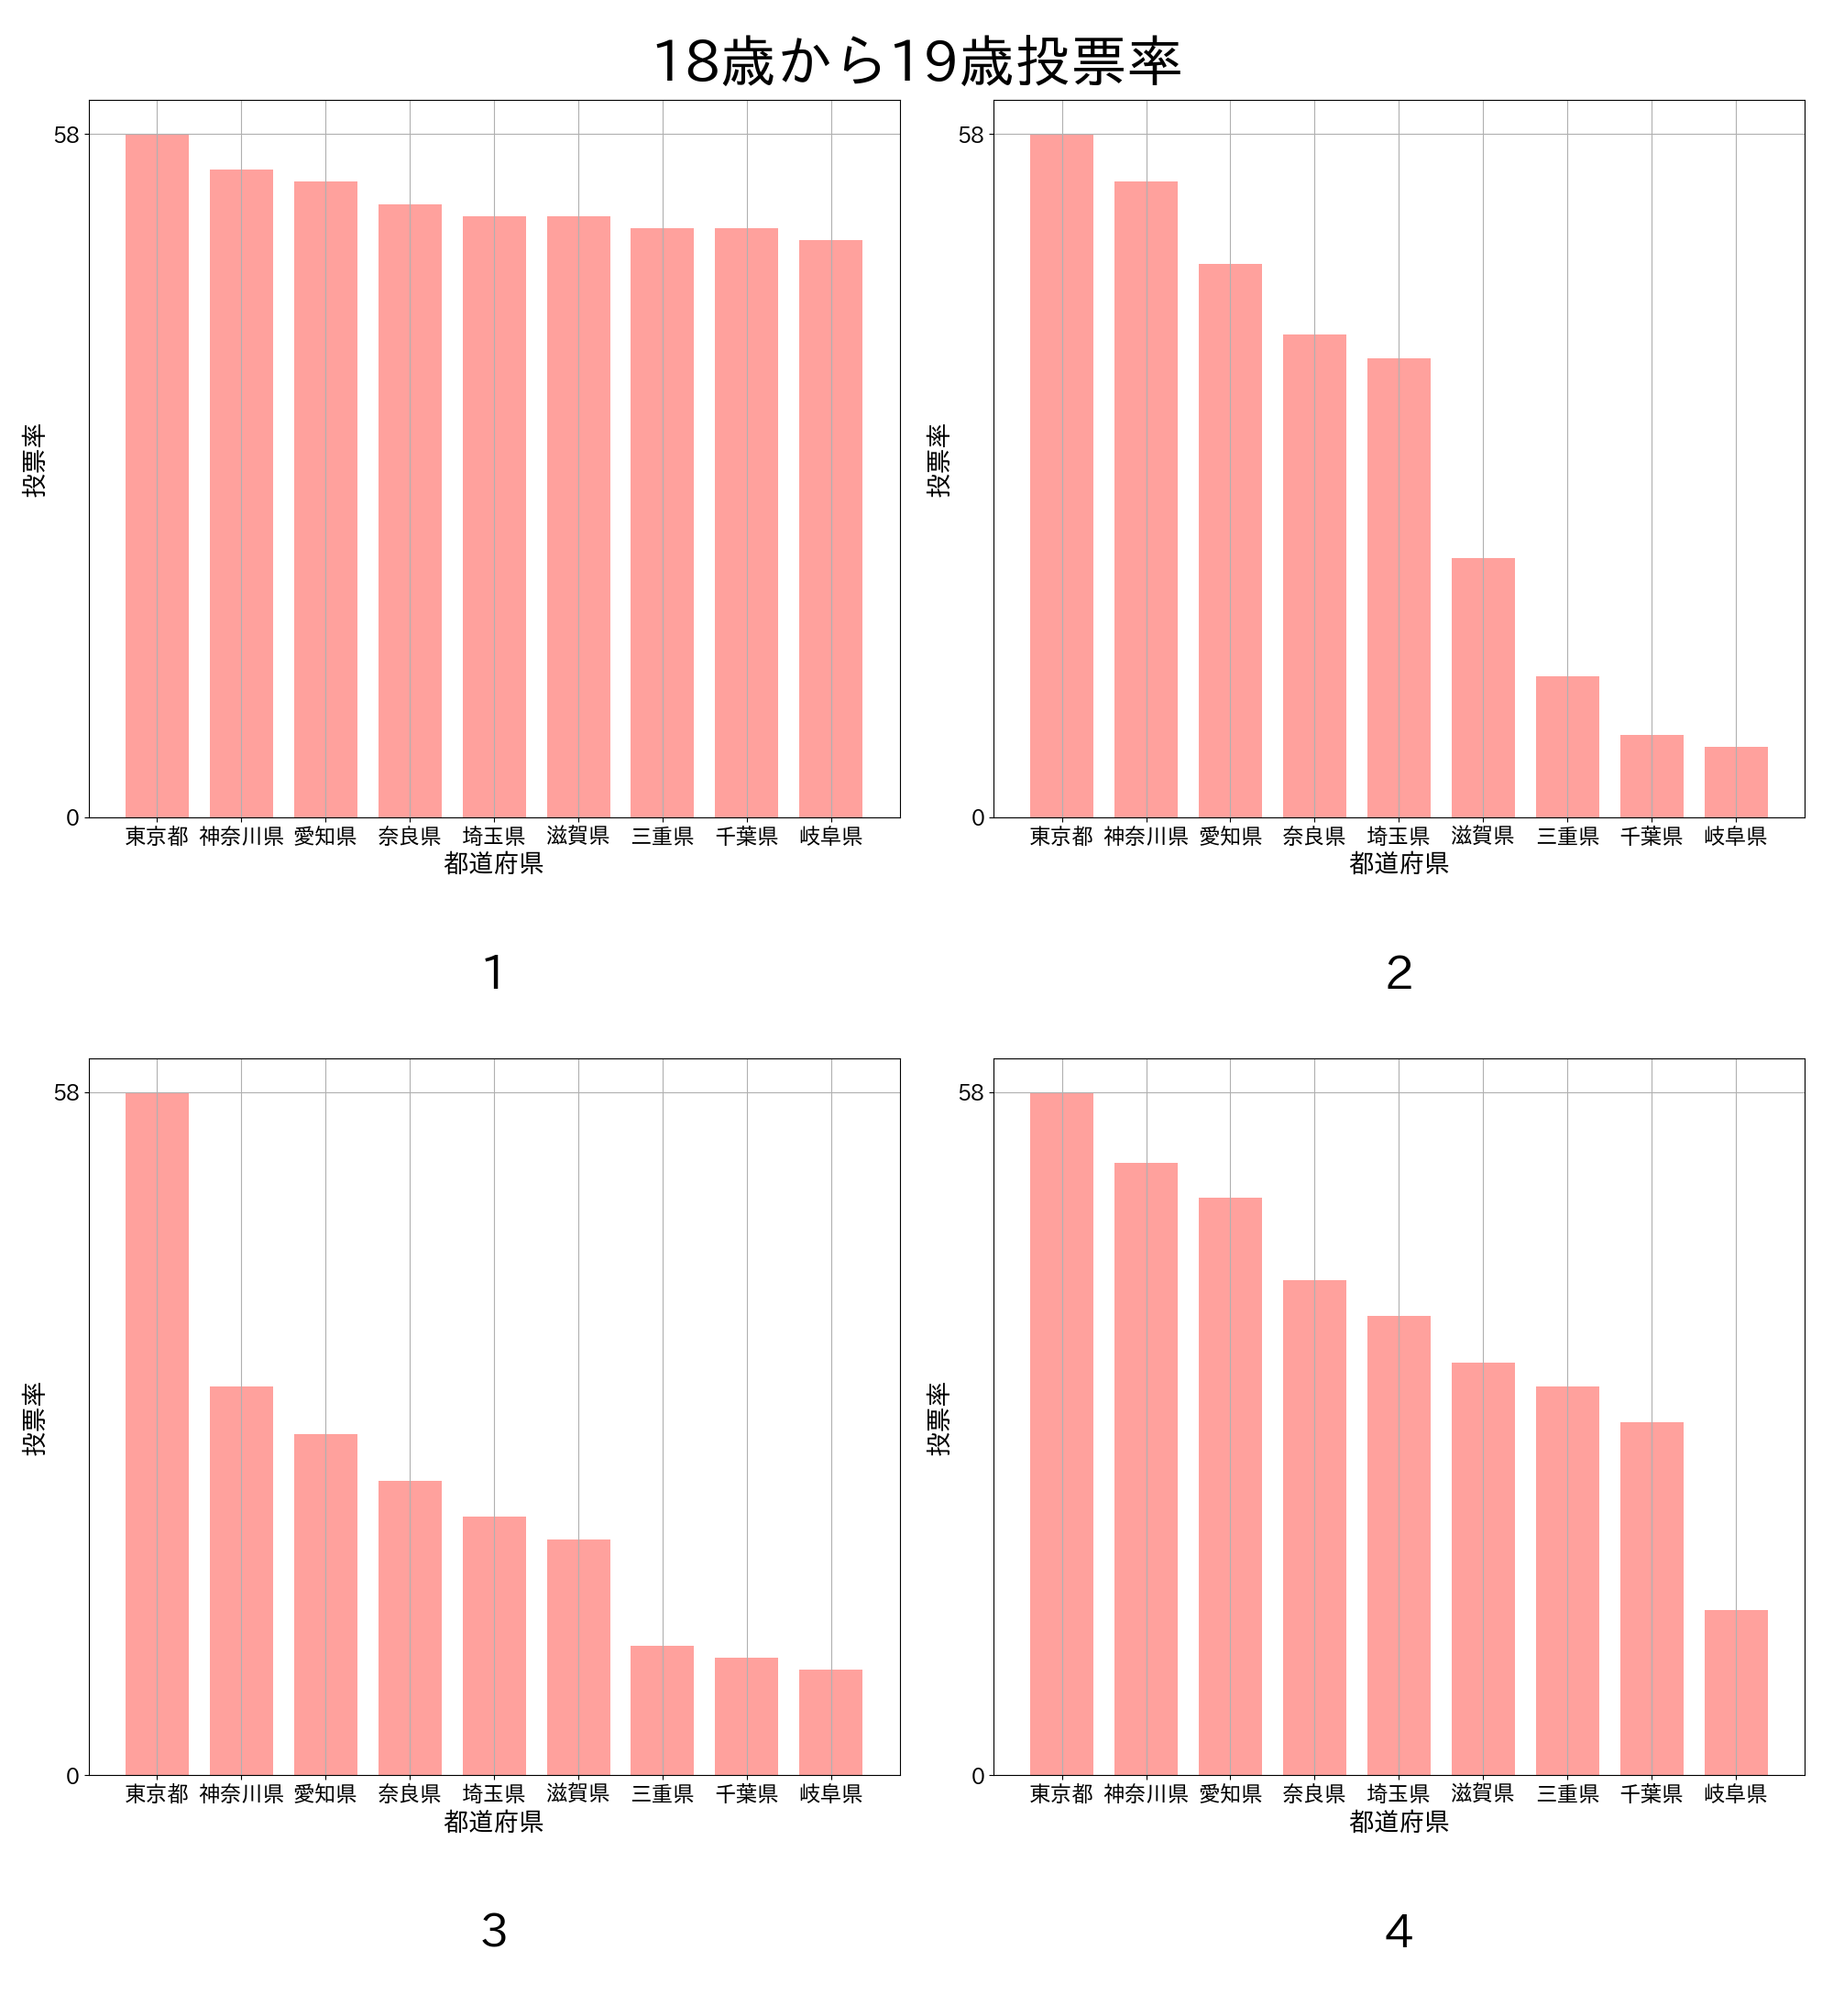 18歳から19歳投票率
58
0
投票率
東京都 神奈川県 愛知県 奈良県 埼玉県 滋賀県 三重県 千葉県 岐阜県
都道府県
1
58
0
投票率
東京都 神奈川県 愛知県 奈良県 埼玉県 滋賀県 三重県 千葉県 岐阜県
都道府県
2
58
0
投票率
東京都 神奈川県 愛知県 奈良県 埼玉県 滋賀県 三重県 千葉県 岐阜県
都道府県
3
58
0
投票率
東京都 神奈川県 愛知県 奈良県 埼玉県 滋賀県 三重県 千葉県 岐阜県
都道府県
4